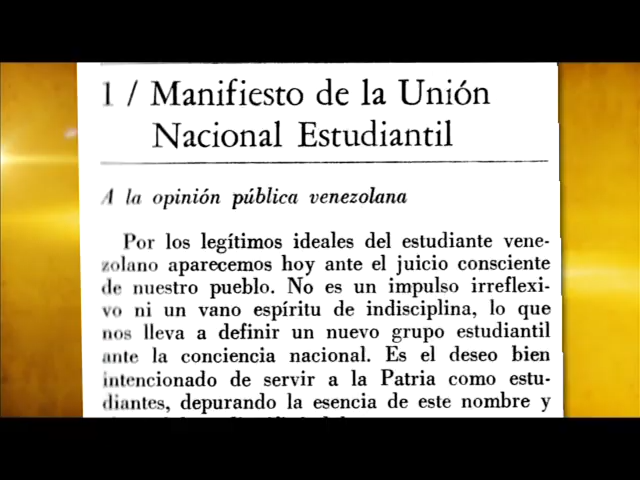 1 / Manifiesto de la Unión
Nacional Estudiantil
A la opinión pública venezolana
Por los legítimos ideales del estudiante vene-
zolano aparecemos hoy ante el juicio consciente
de nuestro pueblo. No es un impulso irreflexi-
vo ni un vano espíritu de indisciplina, lo que
nos lleva a definir un nuevo grupo estudiantil
ante la conciencia nacional. Es el deseo bien
intencionado de servir a la Patria como estu-
diantes, depurando la esencia de este nombre y